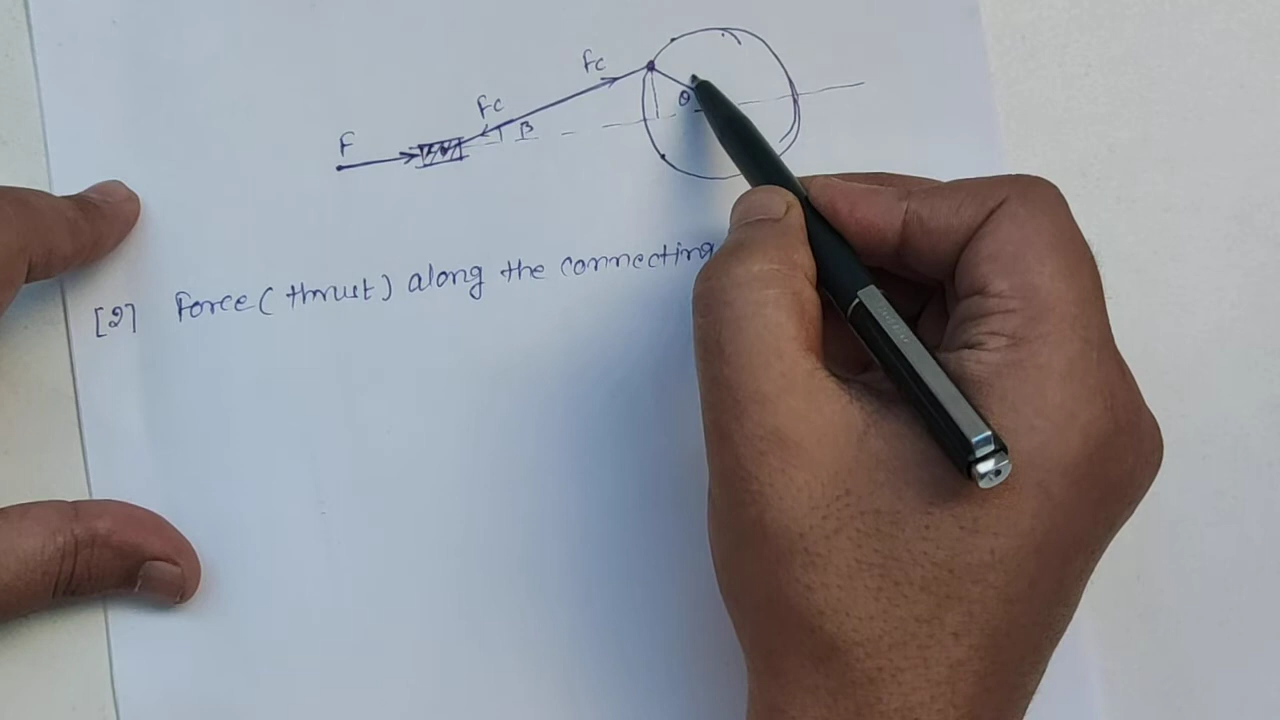 Fc
Fc
F
β
θ
[2] Force (thrust) along the connecting